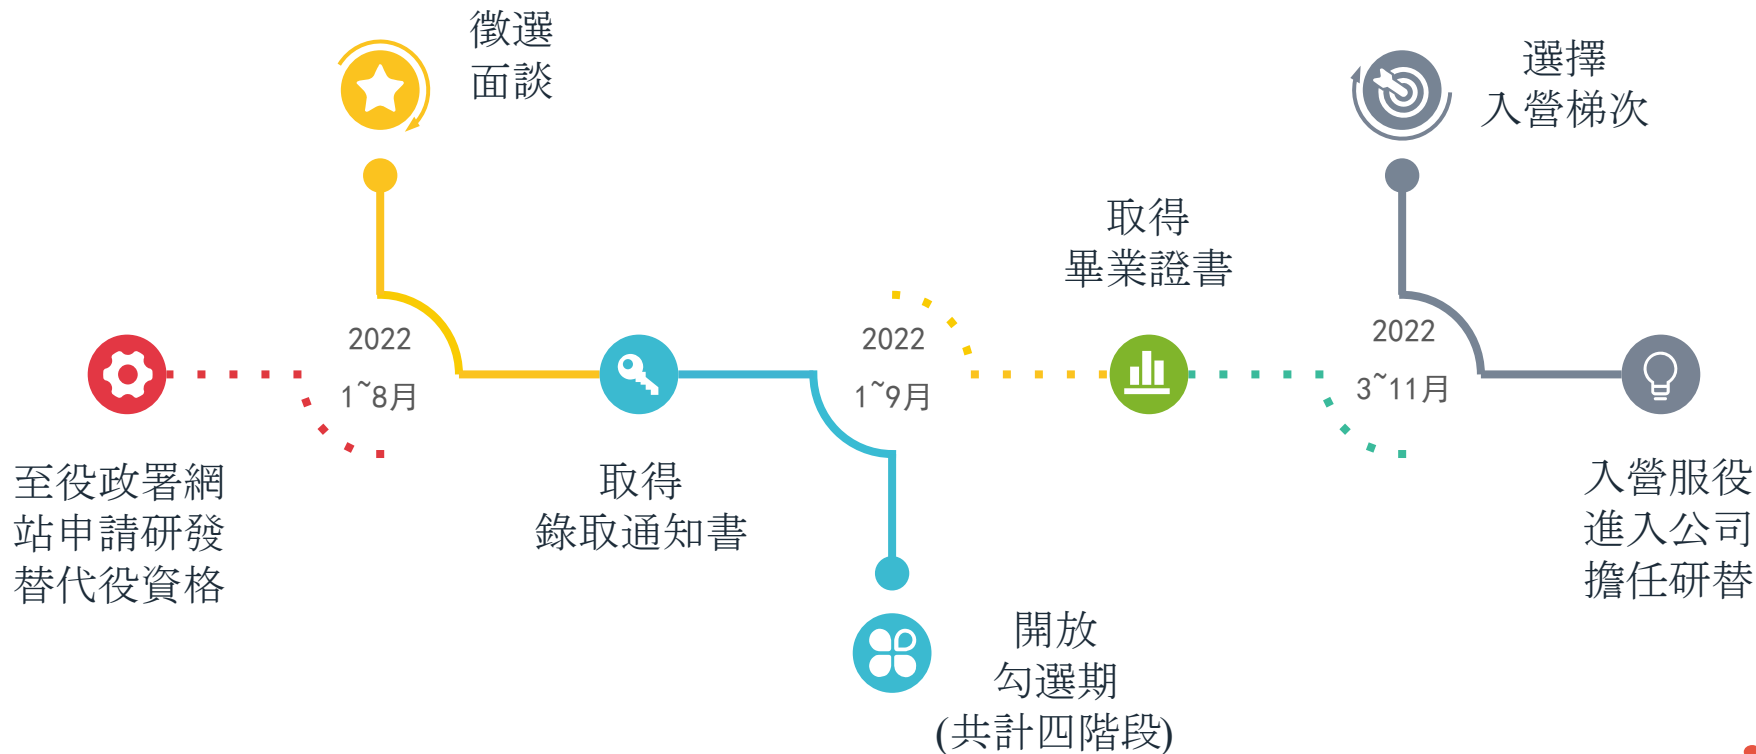 徵選
面談
選擇
入營梯次
取得
畢業證書
2022
1~8月
2022
1~9月
2022
3~11月
至役政署網
站申請研發
替代役資格
取得
錄取通知書
入營服役
進入公司
擔任研替
開放
勾選期
(共計四階段)